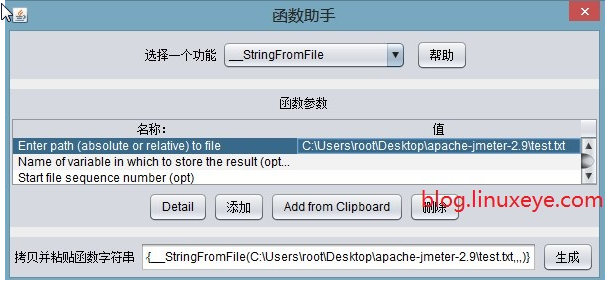 函数助手
选择一个功能 __StringFromFile 帮助
函数参数
名称: 值
Enter path (absolute or relative) to file C:\Users\root\Desktop\apache-jmeter-2.9\test.txt
Name of variable in which to store the result (opt...
Start file sequence number (opt)
Detail 添加 Add from Clipboard 删除
blog.linuxeye.com
拷贝并粘贴函数字符串 {__StringFromFile(C:\Users\root\Desktop\apache-jmeter-2.9\test.txt,,,)} 生成